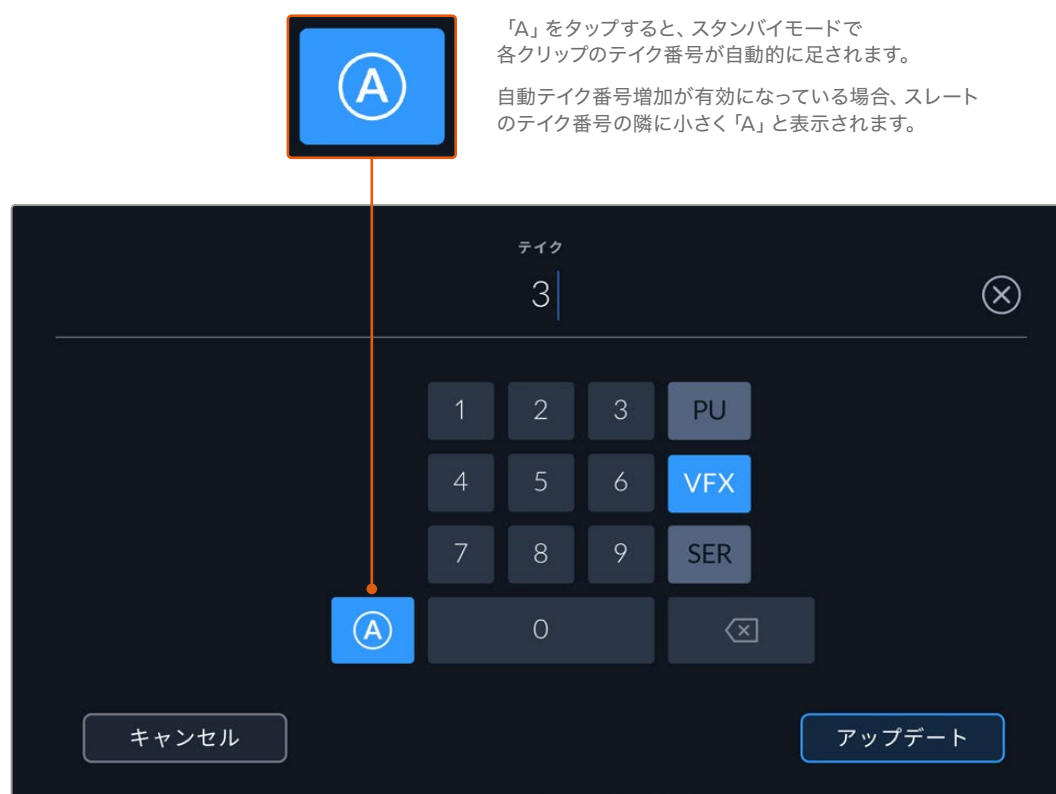 A
「A」をタップすると、スタンバイモードで
各クリップのテイク番号が自動的に足されます。
自動テイク番号増加が有効になっている場合、スレート
のテイク番号の隣に小さく「A」と表示されます。
テイク
3
1 2 3 PU
4 5 6 VFX
7 8 9 SER
A 0
キャンセル アップデート